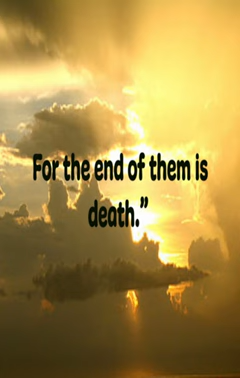 For the end of them is
death.”